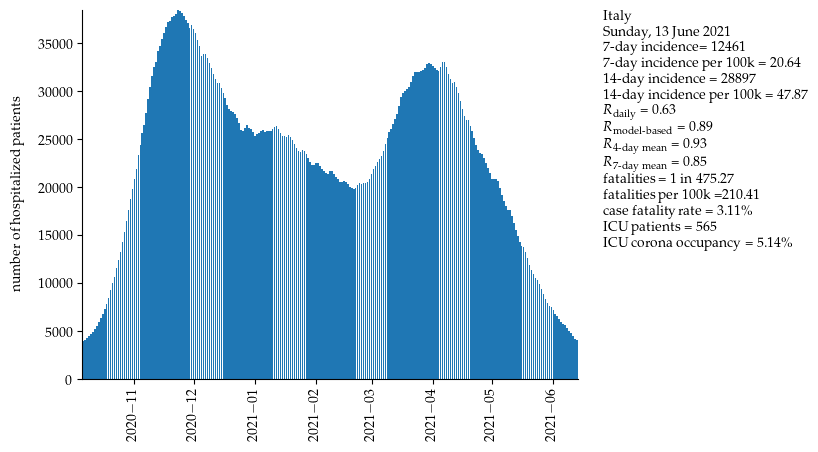 Italy
Sunday, 13 June 2021
7-day incidence= 12461
7-day incidence per 100k = 20.64
14-day incidence = 28897
14-day incidence per 100k = 47.87
R_daily = 0.63
R_model-based = 0.89
R_4-day mean = 0.93
R_7-day mean = 0.85
fatalities = 1 in 475.27
fatalities per 100k =210.41
case fatality rate = 3.11%
ICU patients = 565
ICU corona occupancy = 5.14%
number of hospitalized patients
35000
30000
25000
20000
15000
10000
5000
0
2020−11
2020−12
2021−01
2021−02
2021−03
2021−04
2021−05
2021−06